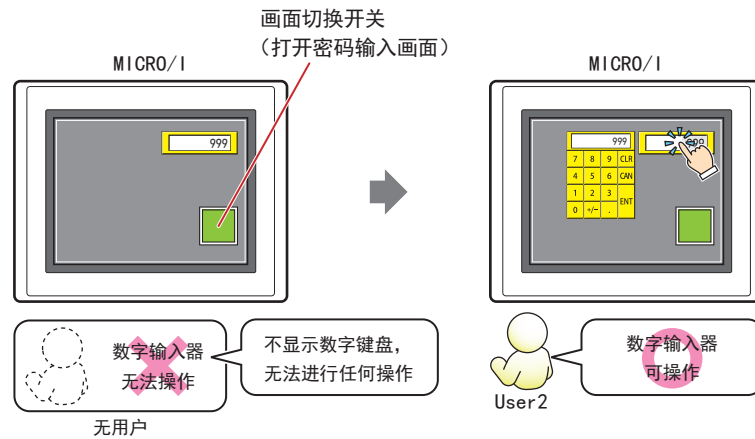 画面切换开关
（打开密码输入画面）
MICRO/I
999
数字输入器
无法操作
不显示数字键盘，
无法进行任何操作
无用户
MICRO/I
999
7 8 9 CLR
4 5 6 CAN
1 2 3
ENT
0 +/- .
数字输入器
可操作
User2